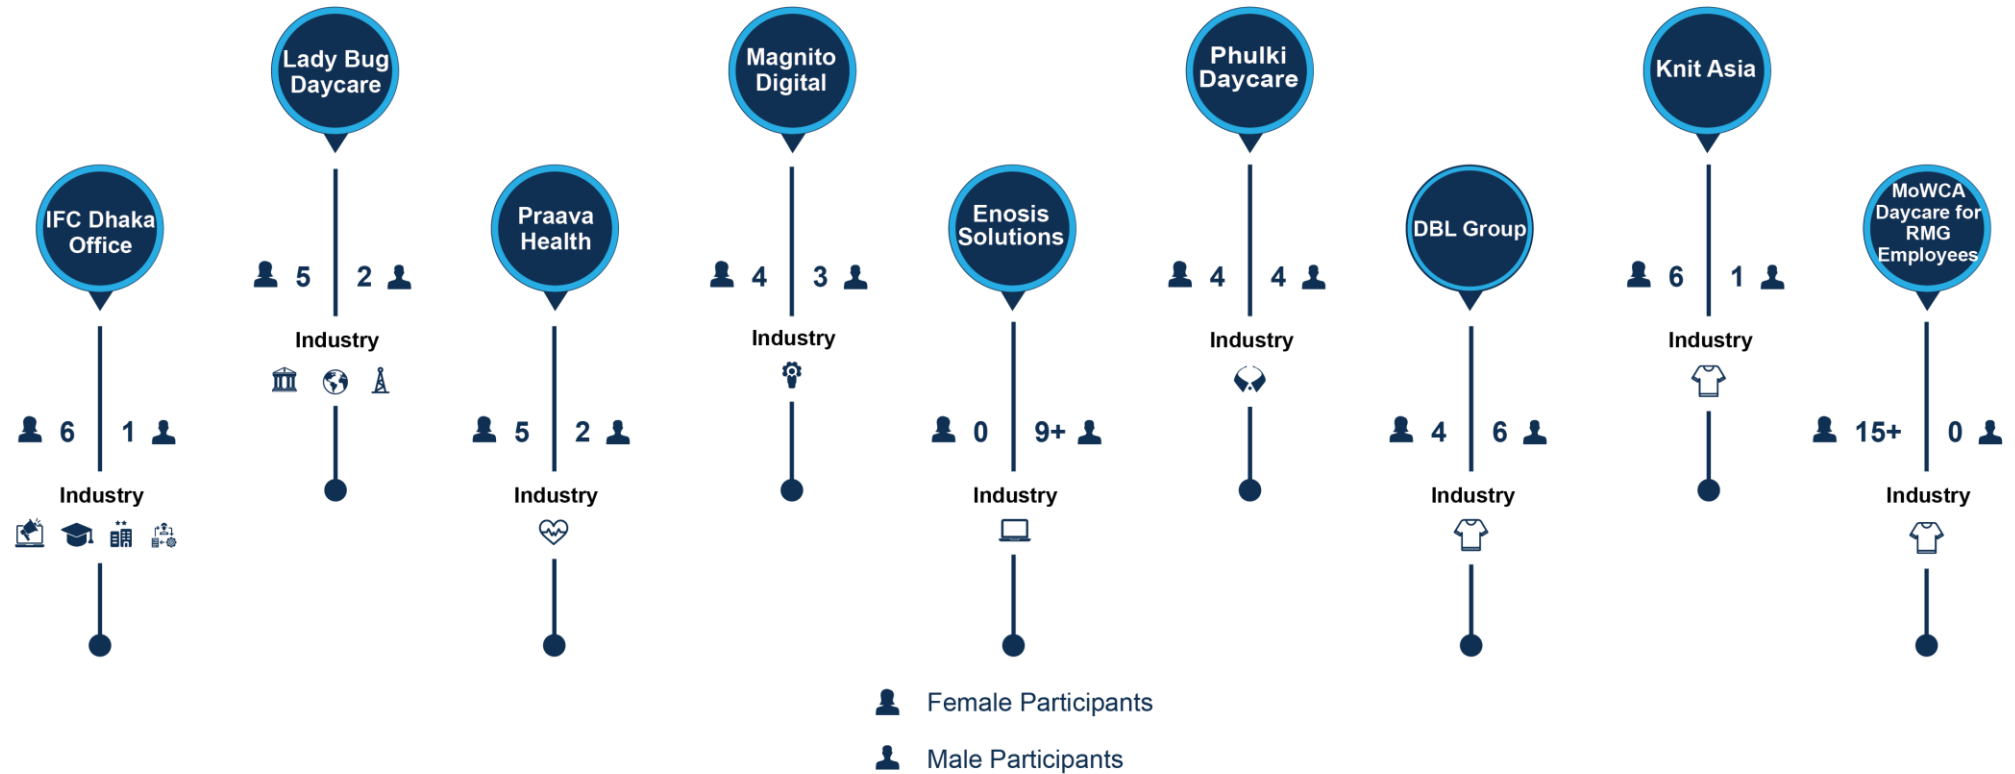 IFC Dhaka
Office
6 1
Industry
Lady Bug
Daycare
5 2
Industry
Praava
Health
5 2
Industry
Magnito
Digital
4 3
Industry
Enosis
Solutions
0 9+
Industry
Phulki
Daycare
4 4
Industry
DBL Group
4 6
Industry
Knit Asia
6 1
Industry
MoWCA
Daycare for
RMG
Employees
15+ 0
Industry
Female Participants
Male Participants